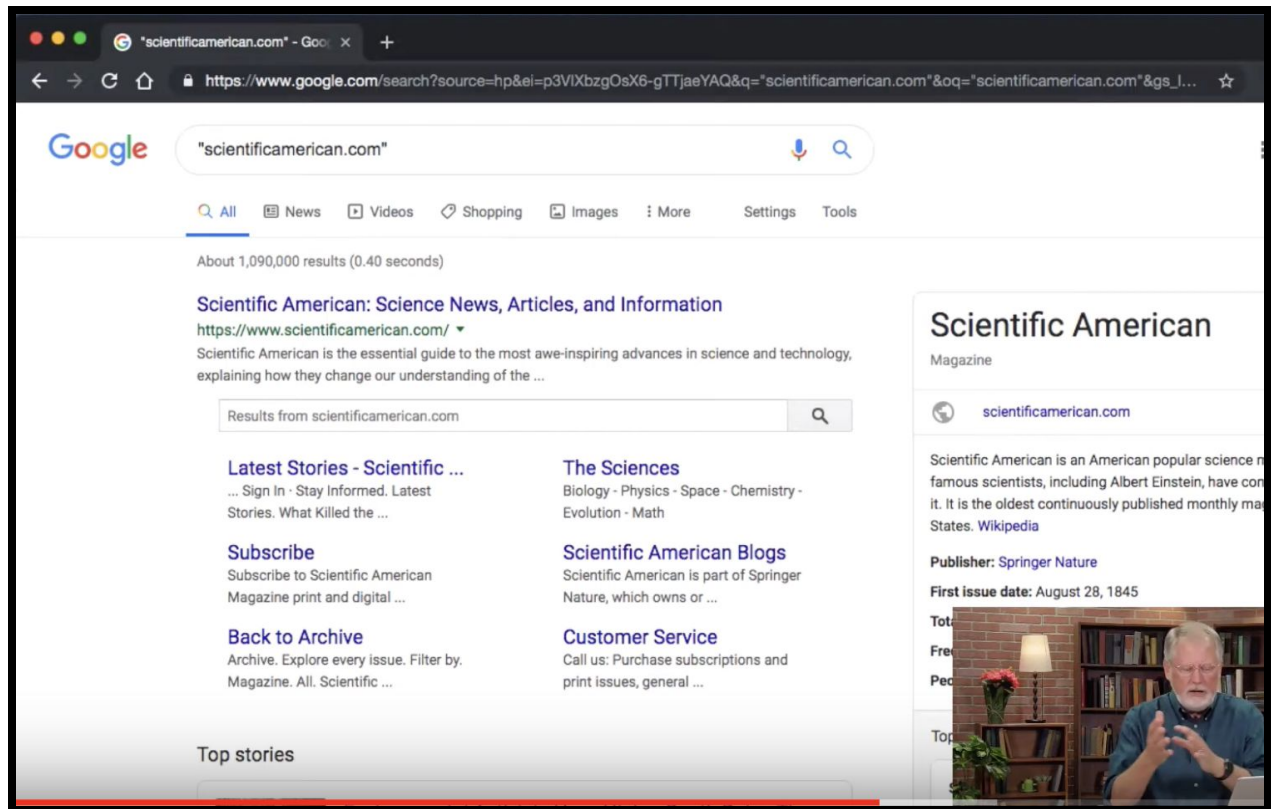 "scientificamerican.com" - Goo
https://www.google.com/search?source=hp&ei=p3VIXbzgOsX6-gTTjaeYAQ&q="scientificamerican.com"&oq="scientificamerican.com"&gs_l...
Google
"scientificamerican.com"
All News Videos Shopping Images More Settings Tools
About 1,090,000 results (0.40 seconds)
Scientific American: Science News, Articles, and Information
https://www.scientificamerican.com/
Scientific American is the essential guide to the most awe-inspiring advances in science and technology,
explaining how they change our understanding of the ...
Results from scientificamerican.com
Latest Stories - Scientific ...
... Sign In · Stay Informed. Latest
Stories. What Killed the ...
The Sciences
Biology - Physics - Space - Chemistry -
Evolution - Math
Subscribe
Subscribe to Scientific American
Magazine print and digital ...
Scientific American Blogs
Scientific American is part of Springer
Nature, which owns or ...
Back to Archive
Archive. Explore every issue. Filter by.
Magazine. All. Scientific ...
Customer Service
Call us: Purchase subscriptions and
print issues, general ...
Top stories
Scientific American
Magazine
scientificamerican.com
Scientific American is an American popular science
famous scientists, including Albert Einstein, have
it. It is the oldest continuously published monthly
States. Wikipedia
Publisher: Springer Nature
First issue date: August 28, 1845